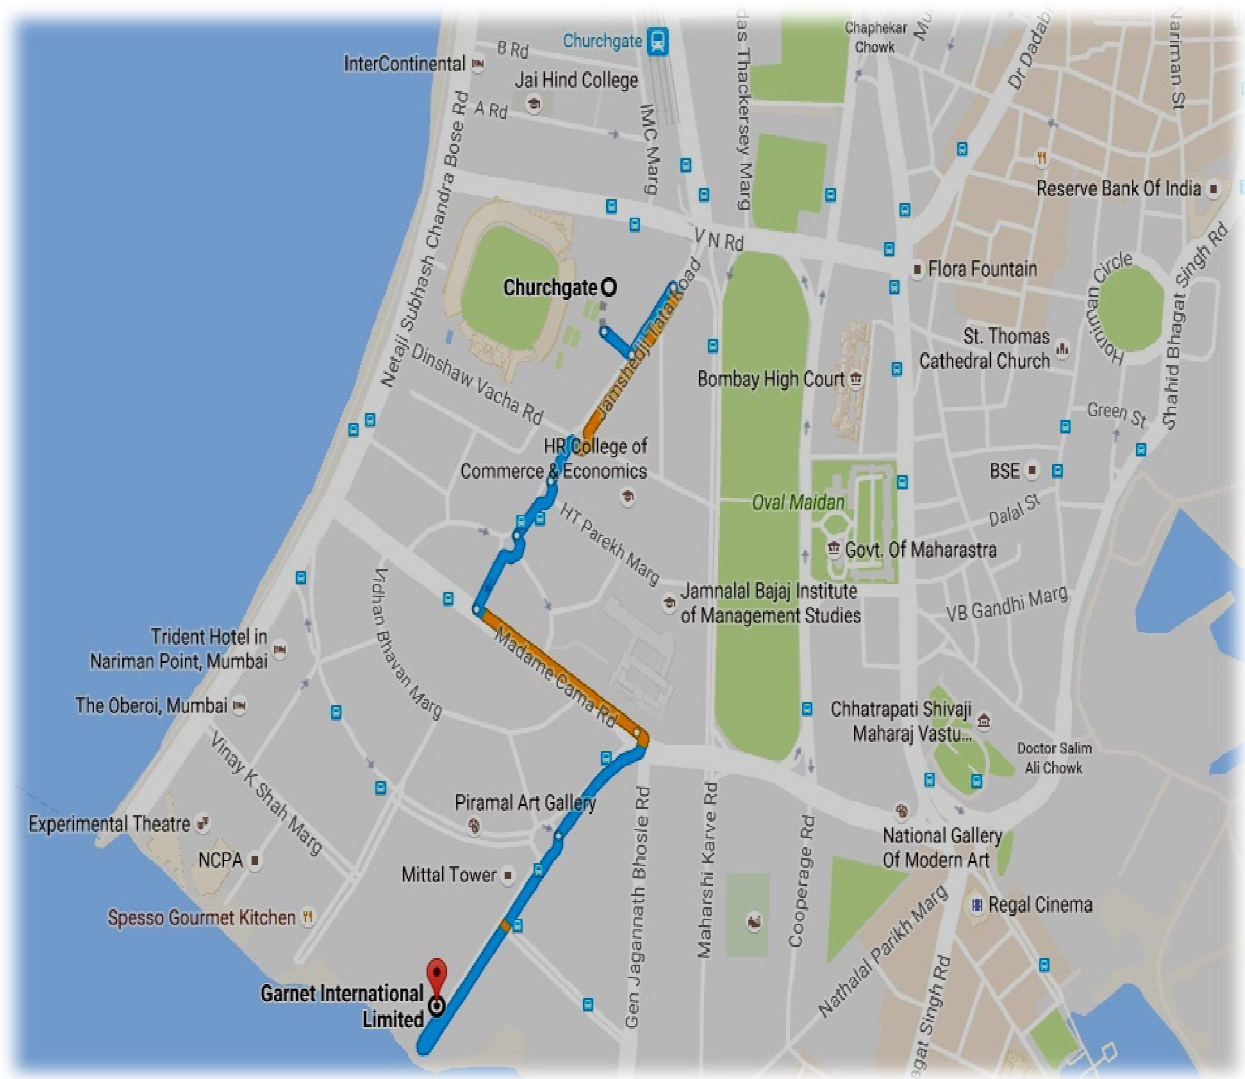 Churchgate
Chaphekar
Chowk
Mu
das Thackersey Marg
Dr Dadabl
Nariman St
B Rd
InterContinental
Jai Hind College
A Rd
IMC Marg
Netaji Subhash Chandra Bose Rd
Reserve Bank Of India
V N Rd
Flora Fountain
Horniman Circle
Shahid Bhagat Singh Rd
Churchgate
Jamshedji Tata Road
St. Thomas
Cathedral Church
Dinshaw Vacha Rd
Bombay High Court
Green St
HR College of
Commerce & Economics
BSE
Oval Maidan
Dalal St
HT Parekh Marg
Govt. Of Maharastra
Jamnalal Bajaj Institute
of Management Studies
VB Gandhi Marg
Vidhan Bhavan Marg
Trident Hotel in
Nariman Point, Mumbai
Madame Cama Rd
The Oberoi, Mumbai
Chhatrapati Shivaji
Maharaj Vastu...
Doctor Salim
Ali Chowk
Vinay K Shah Marg
Piramal Art Gallery
Experimental Theatre
National Gallery
Of Modern Art
NCPA
Mittal Tower
Gen Jagannath Bhosle Rd
Maharshi Karve Rd
Cooperage Rd
Spesso Gourmet Kitchen
Regal Cinema
Nathalal Parikh Marg
agat Singh Rd
Garnet International
Limited